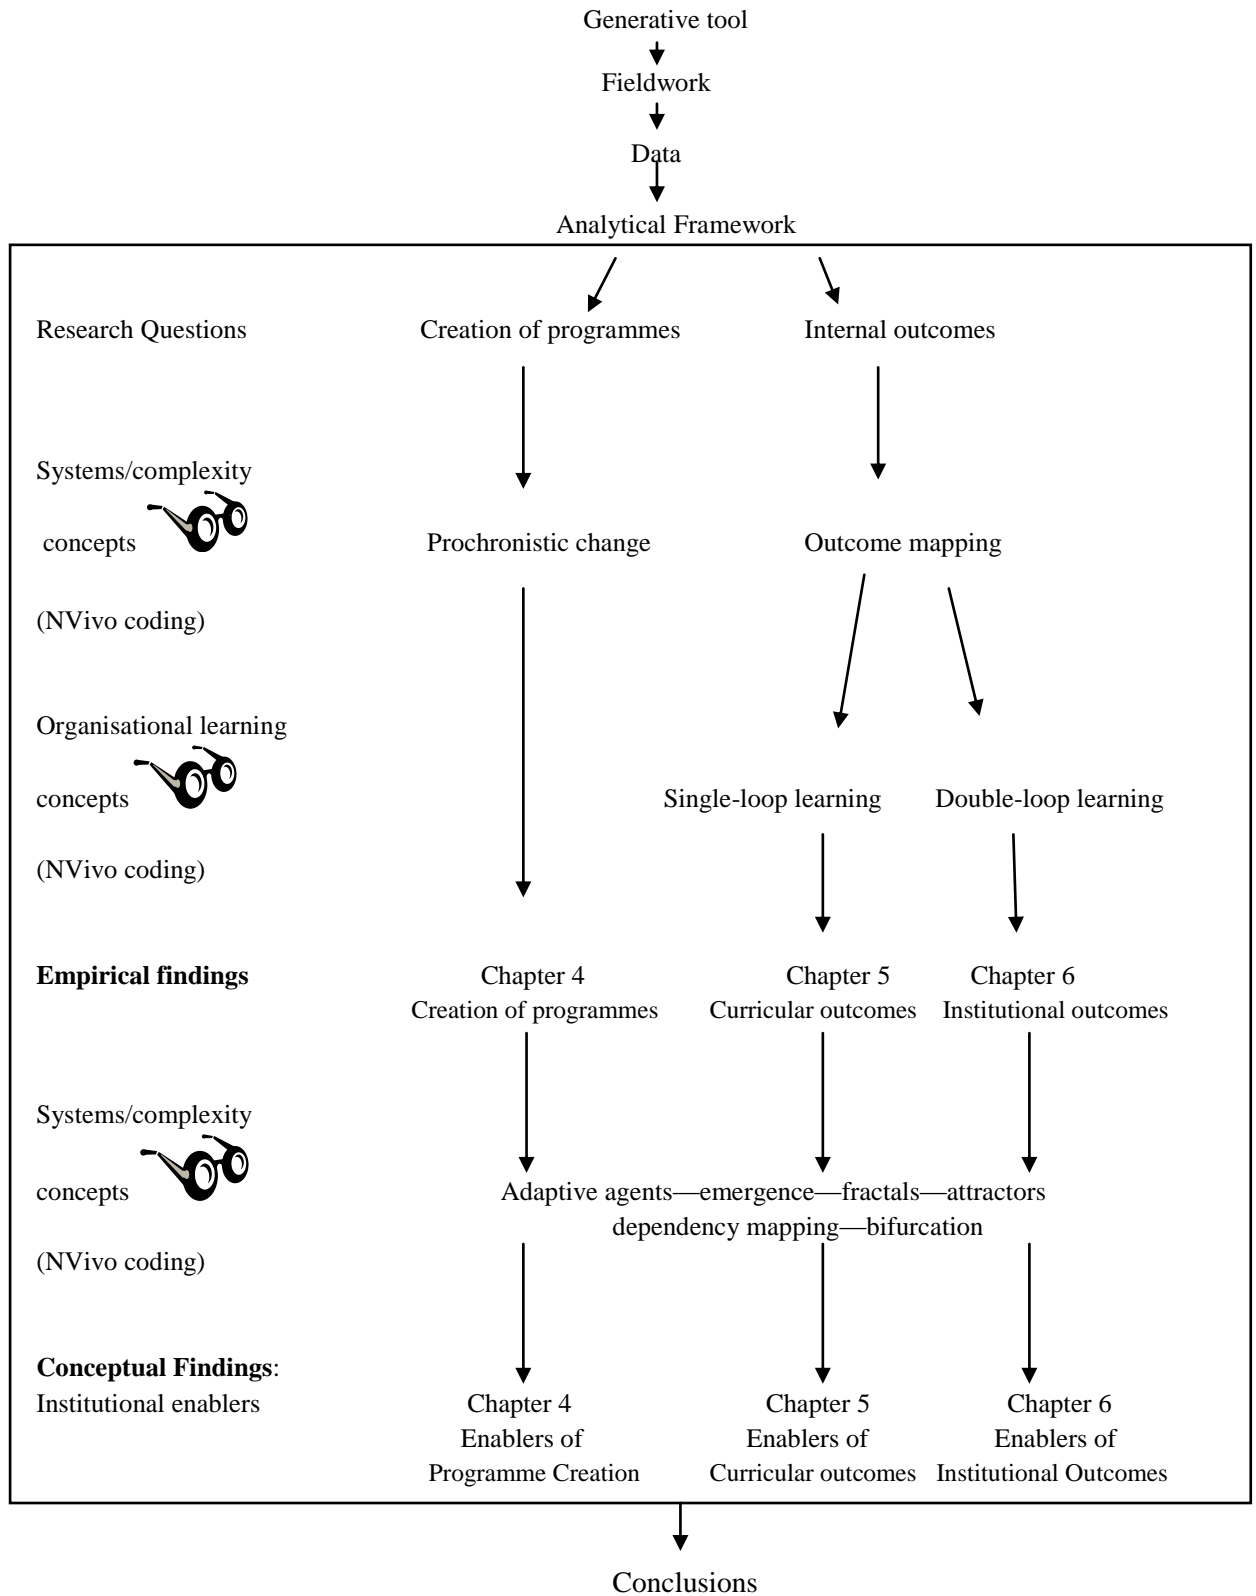 Generative tool
Fieldwork
Data
Analytical Framework
Research Questions
Creation of programmes
Internal outcomes
Systems/complexity
concepts
Prochronistic change
Outcome mapping
(NVivo coding)
Organisational learning
concepts
Single-loop learning
Double-loop learning
(NVivo coding)
Empirical findings
Chapter 4
Creation of programmes
Chapter 5
Curricular outcomes
Chapter 6
Institutional outcomes
Systems/complexity
concepts
Adaptive agents—emergence—fractals—attractors
dependency mapping—bifurcation
(NVivo coding)
Conceptual Findings:
Institutional enablers
Chapter 4
Enablers of
Programme Creation
Chapter 5
Enablers of
Curricular outcomes
Chapter 6
Enablers of
Institutional Outcomes
Conclusions